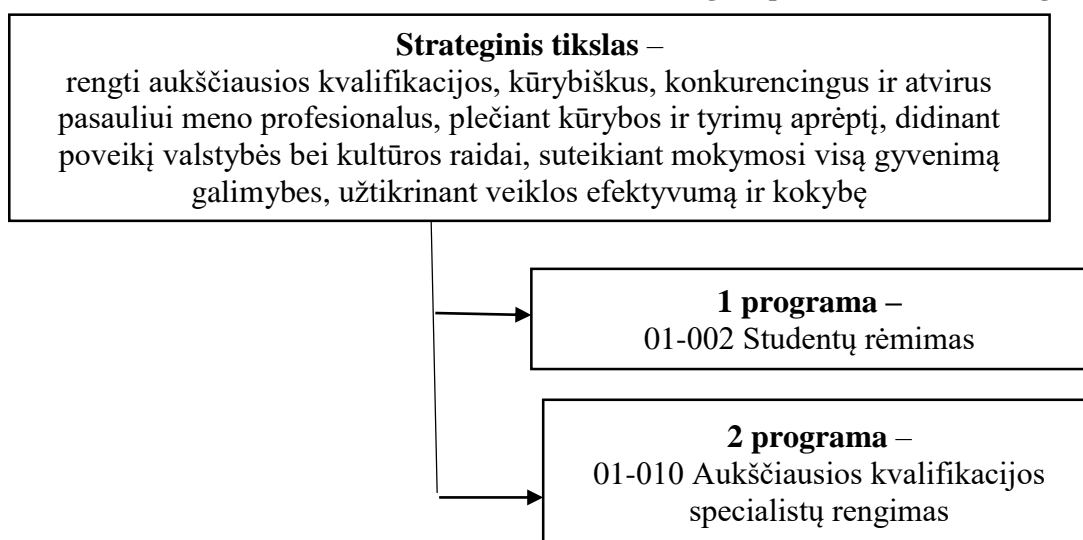 Strateginis tikslas –
rengti aukščiausios kvalifikacijos, kūrybiškus, konkurencingus ir atvirus
pasauliui meno profesionalus, plečiant kūrybos ir tyrimų aprėptį, didinant
poveikį valstybės bei kultūros raidai, suteikiant mokymosi visą gyvenimą
galimybes, užtikrinant veiklos efektyvumą ir kokybę
1 programa –
01-002 Studentų rėmimas
2 programa –
01-010 Aukščiausios kvalifikacijos
specialistų rengimas